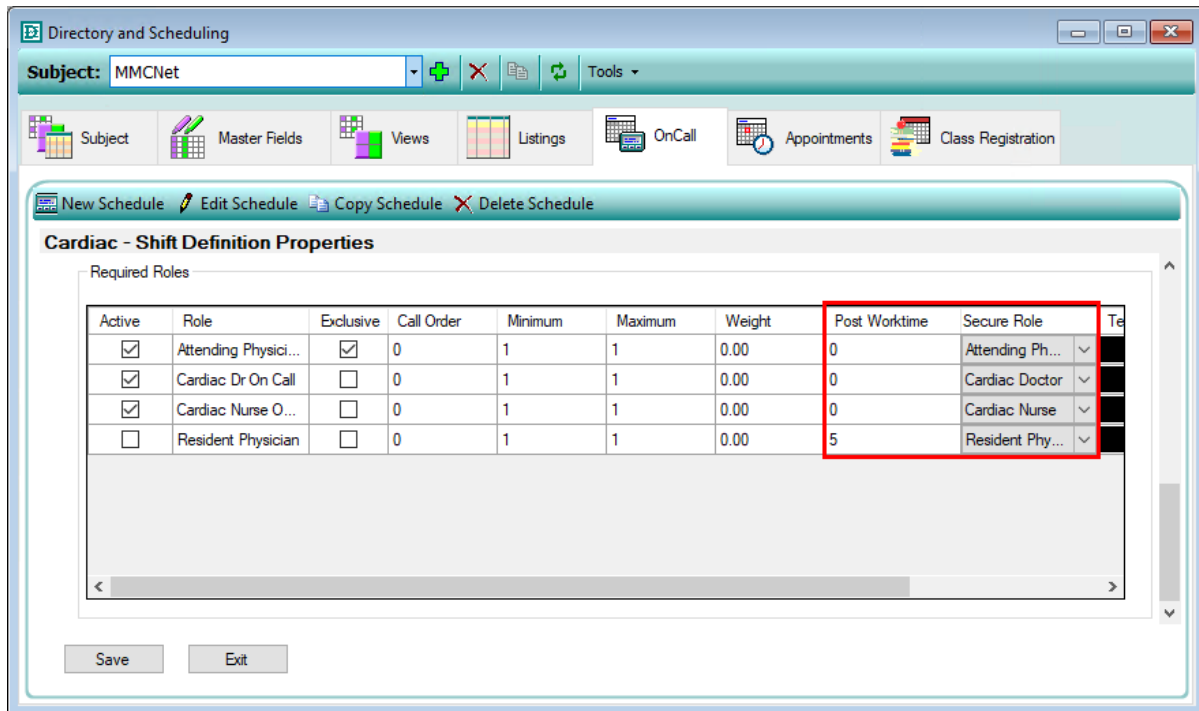 Directory and Scheduling
Subject: MMCNet Tools
Subject Master Fields Views Listings OnCall Appointments Class Registration
New Schedule Edit Schedule Copy Schedule Delete Schedule
Cardiac - Shift Definition Properties
Required Roles
Active Role Exclusive Call Order Minimum Maximum Weight Post Worktime Secure Role Te
Attending Physici... 0 1 1 0.00 0 Attending Ph...
Cardiac Dr On Call 0 1 1 0.00 0 Cardiac Doctor
Cardiac Nurse O... 0 1 1 0.00 0 Cardiac Nurse
Resident Physician 0 1 1 0.00 5 Resident Phy...
Save Exit